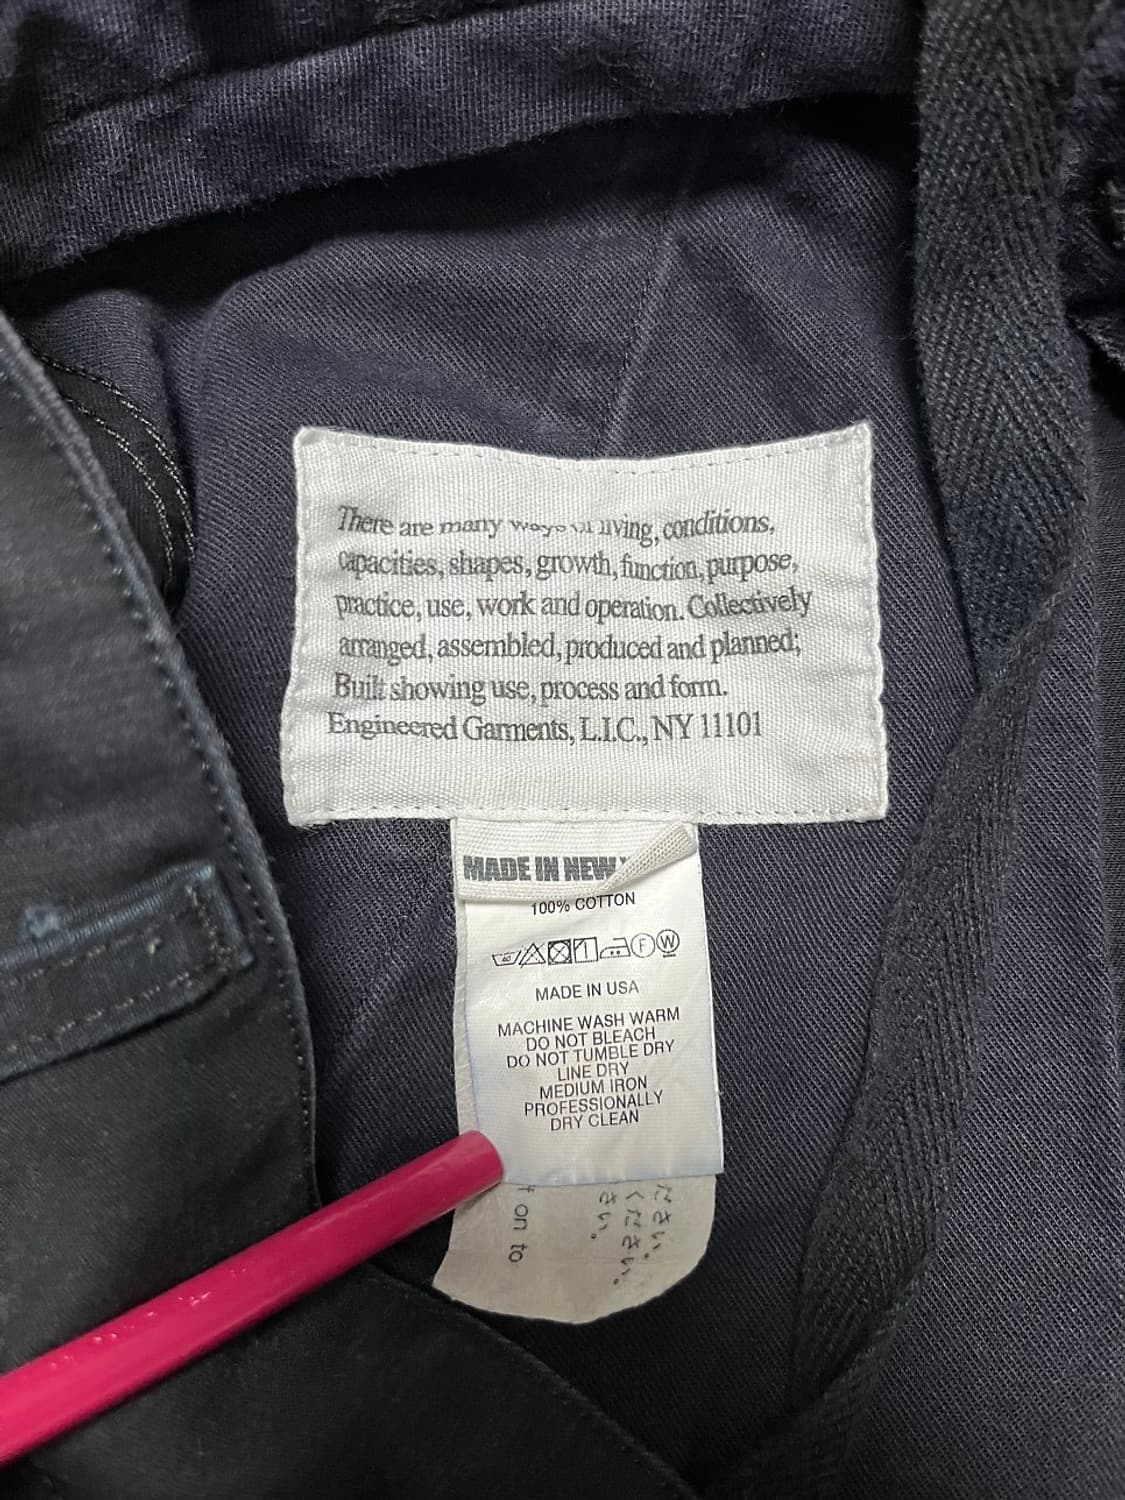 There are many ways of living, conditions,
capacities, shapes, growth, function, purpose,
practice, use, work and operation. Collectively
arranged, assembled, produced and planned;
Built showing use, process and form.
Engineered Garments, L.I.C., NY 11101
MADE IN NEW
100% COTTON
40 F W
MADE IN USA
MACHINE WASH WARM
DO NOT BLEACH
DO NOT TUMBLE DRY
LINE DRY
MEDIUM IRON
PROFESSIONALLY
DRY CLEAN
on to